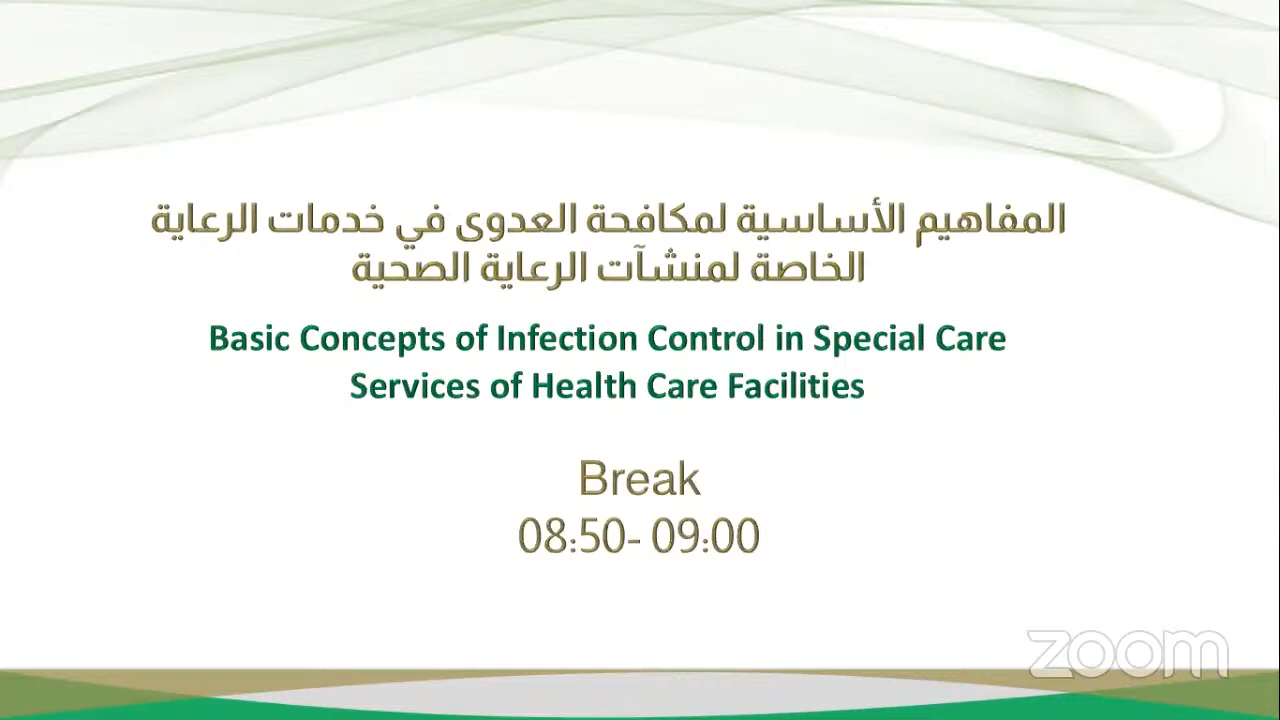 المفاهيم الأساسية لمكافحة العدوى في خدمات الرعاية
الخاصة لمنشآت الرعاية الصحية
Basic Concepts of Infection Control in Special Care
Services of Health Care Facilities
Break
08:50- 09:00
zoom